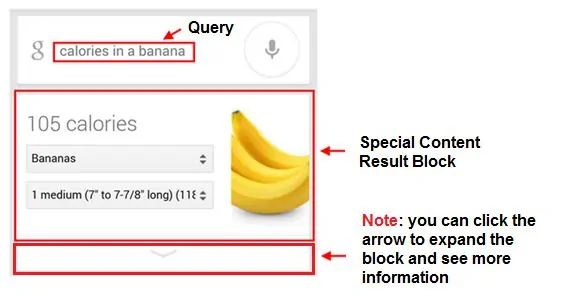 Query
g calories in a banana
105 calories
Bananas
1 medium (7" to 7-7/8" long) (118
Special Content
Result Block
Note: you can click the
arrow to expand the
block and see more
information